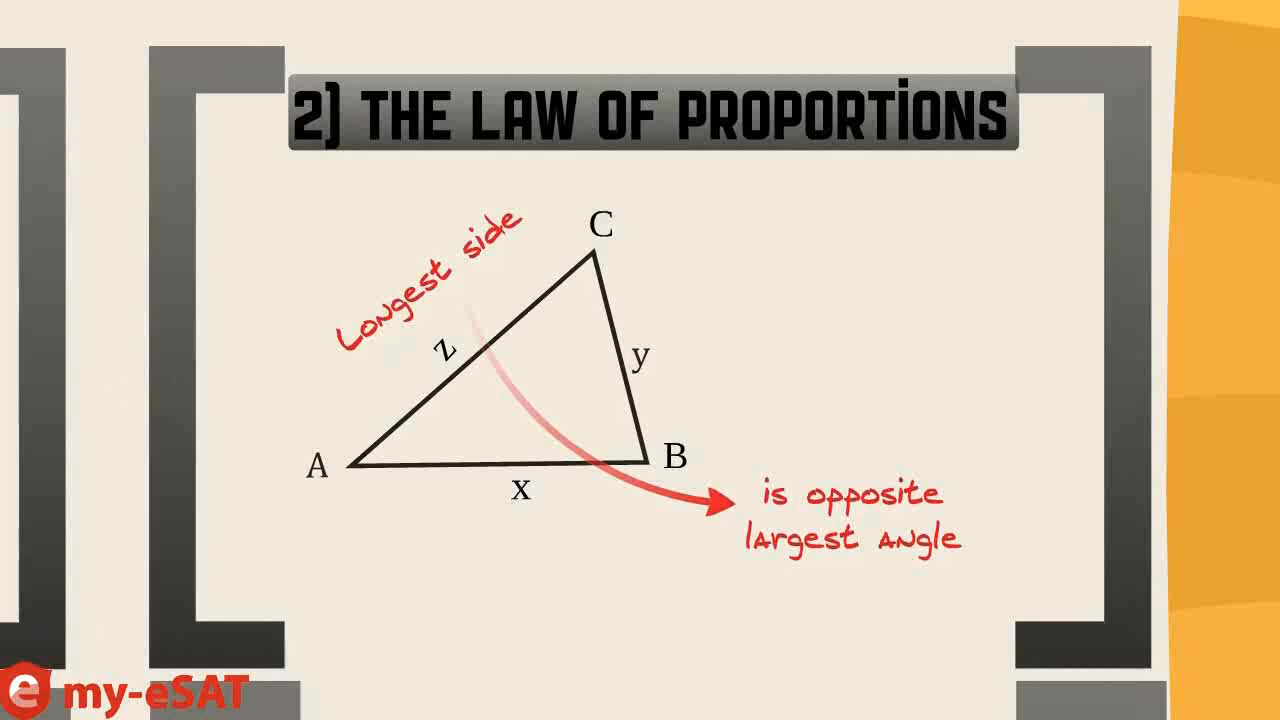 2) THE LAW OF PROPORTİONS
C
Longest side
z
y
A
B
x
is opposite
largest angle
e my-eSAT